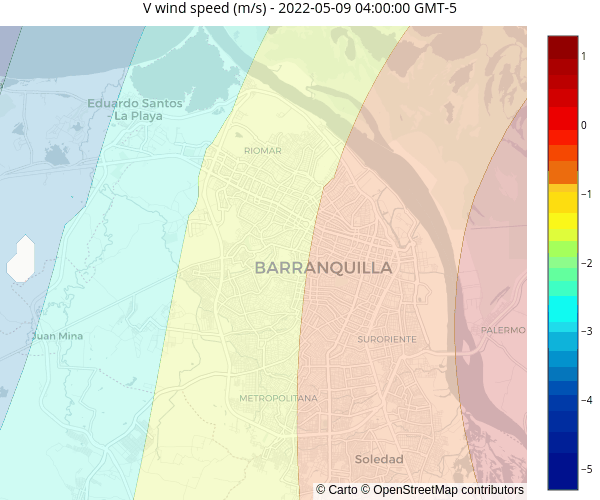 V wind speed (m/s) - 2022-05-09 04:00:00 GMT-5
1
Eduardo Santos
- La Playa
0
RIOMAR
−1
−2
BARRANQUILLA
Juan Mina
PALERMO
−3
SURORIENTE
METROPOLITANA
−4
Soledad
−5
© Carto © OpenStreetMap contributors